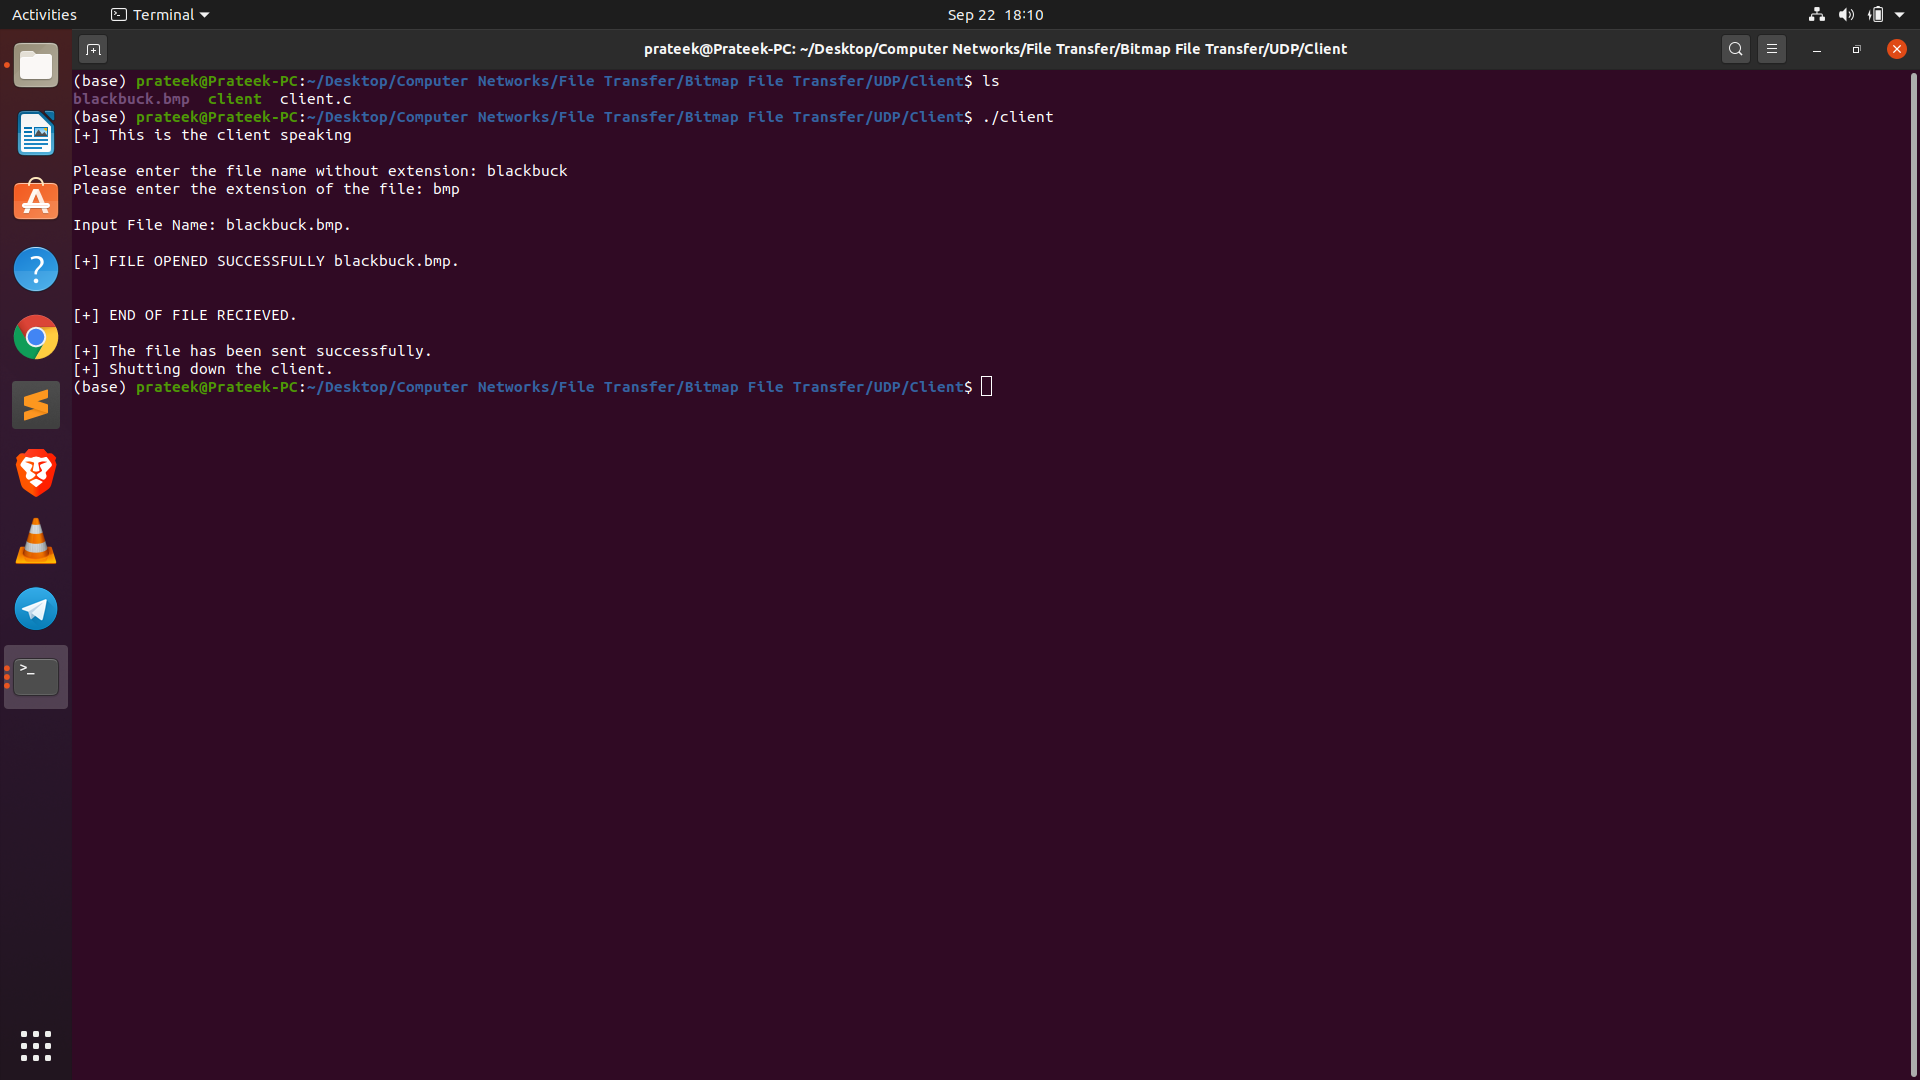 Activities Terminal Sep 22 18:10
prateek@Prateek-PC: ~/Desktop/Computer Networks/File Transfer/Bitmap File Transfer/UDP/Client
(base) prateek@Prateek-PC:~/Desktop/Computer Networks/File Transfer/Bitmap File Transfer/UDP/Client$ ls
blackbuck.bmp client client.c
(base) prateek@Prateek-PC:~/Desktop/Computer Networks/File Transfer/Bitmap File Transfer/UDP/Client$ ./client
[+] This is the client speaking
Please enter the file name without extension: blackbuck
Please enter the extension of the file: bmp
Input File Name: blackbuck.bmp.
[+] FILE OPENED SUCCESSFULLY blackbuck.bmp.
[+] END OF FILE RECIEVED.
[+] The file has been sent successfully.
[+] Shutting down the client.
(base) prateek@Prateek-PC:~/Desktop/Computer Networks/File Transfer/Bitmap File Transfer/UDP/Client$